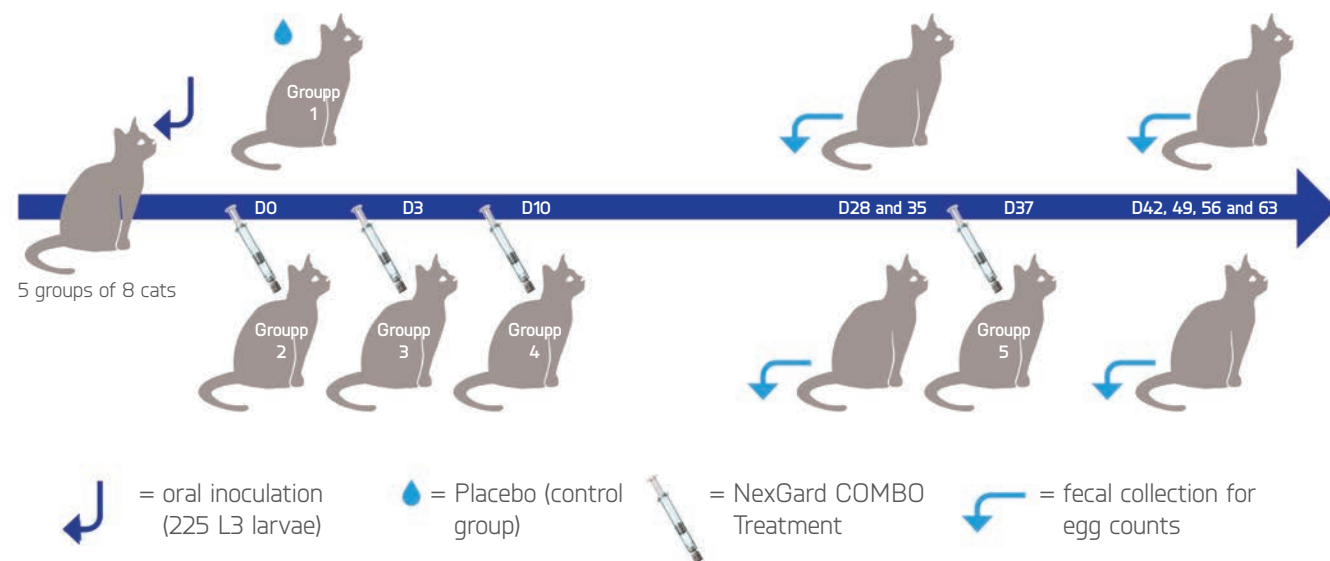 Groupp
1
D0
D3
D10
D28 and 35
D37
D42, 49, 56 and 63
5 groups of 8 cats
Groupp
2
Groupp
3
Groupp
4
Groupp
5
= oral inoculation
(225 L3 larvae)
= Placebo (control
group)
= NexGard COMBO
Treatment
= fecal collection for
egg counts